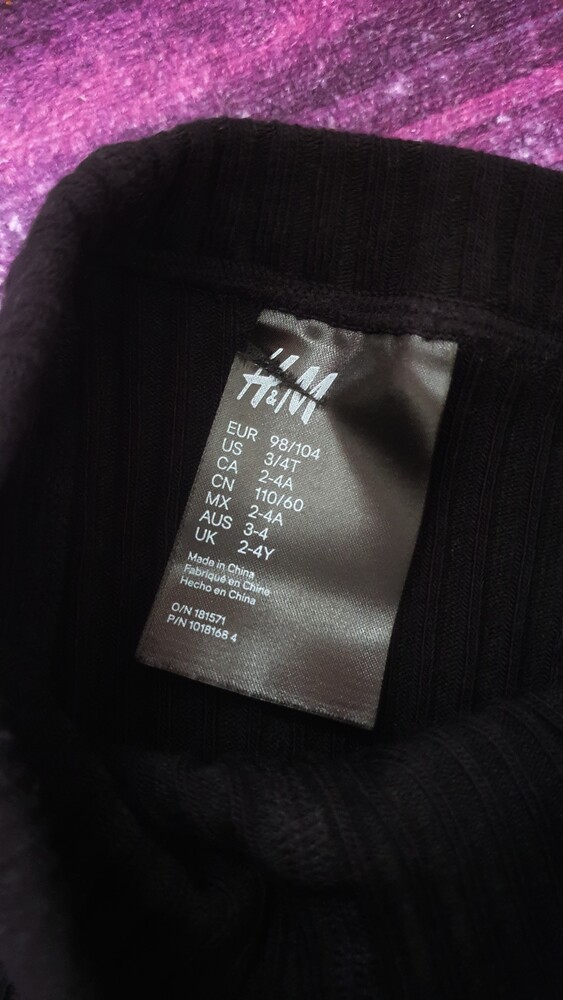 H&M
EUR 98/104
US 3/4T
CA 2-4A
CN 110/60
MX 2-4A
AUS 3-4
UK 2-4Y
Made in China
Fabriqué en Chine
Hecho en China
O/N 181571
P/N 1018168 4